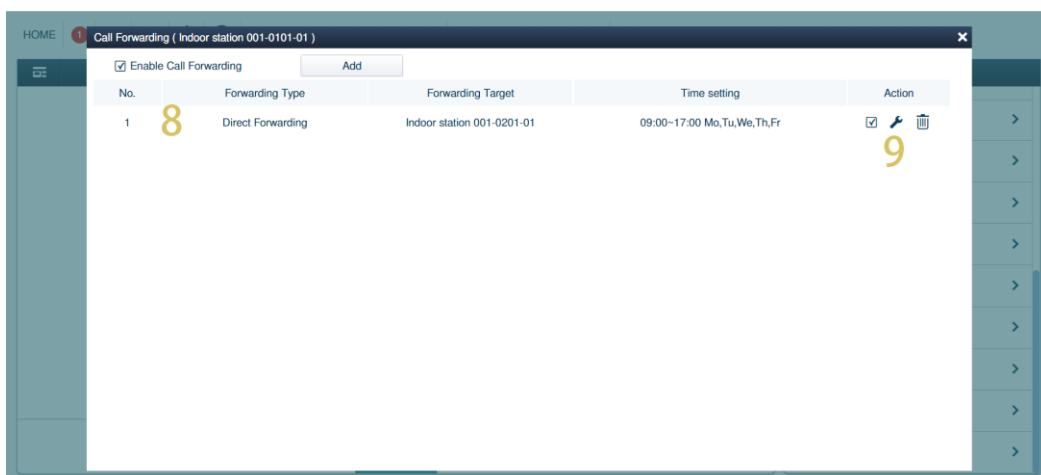 HOME 1
Call Forwarding ( Indoor station 001-0101-01 )
Enable Call Forwarding Add
No. Forwarding Type Forwarding Target Time setting Action
1 8 Direct Forwarding Indoor station 001-0201-01 09:00~17:00 Mo,Tu,We,Th,Fr
9